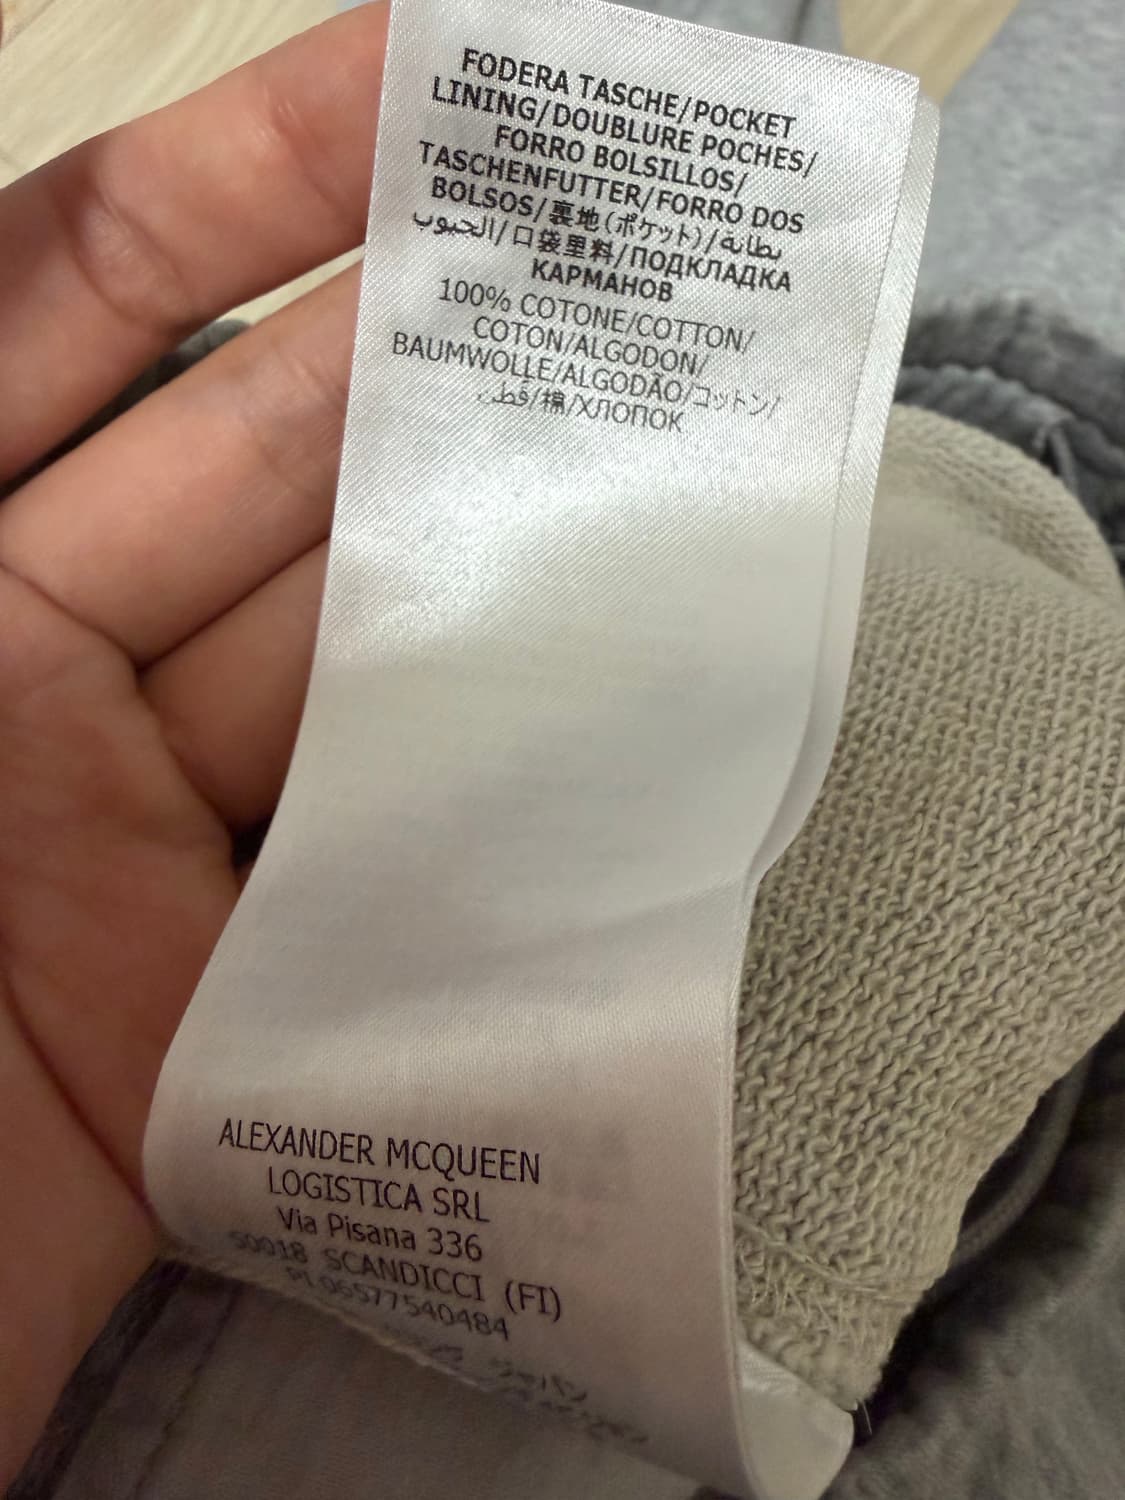 FODERA TASCHE/POCKET
LINING/DOUBLURE POCHES/
FORRO BOLSILLOS/
TASCHENFUTTER/FORRO DOS
BOLSOS/裏地(ポケット)/بطانة
الجيوب/口袋里料/ПОДКЛАДКА
КАРМАНОВ
100% COTONE/COTTON/
COTON/ALGODON/
BAUMWOLLE/ALGODÃO/コットン/
قطن/棉/ХЛОПОК
ALEXANDER MCQUEEN
LOGISTICA SRL
Via Pisana 336
50018 SCANDICCI (FI)
PI 06577540484